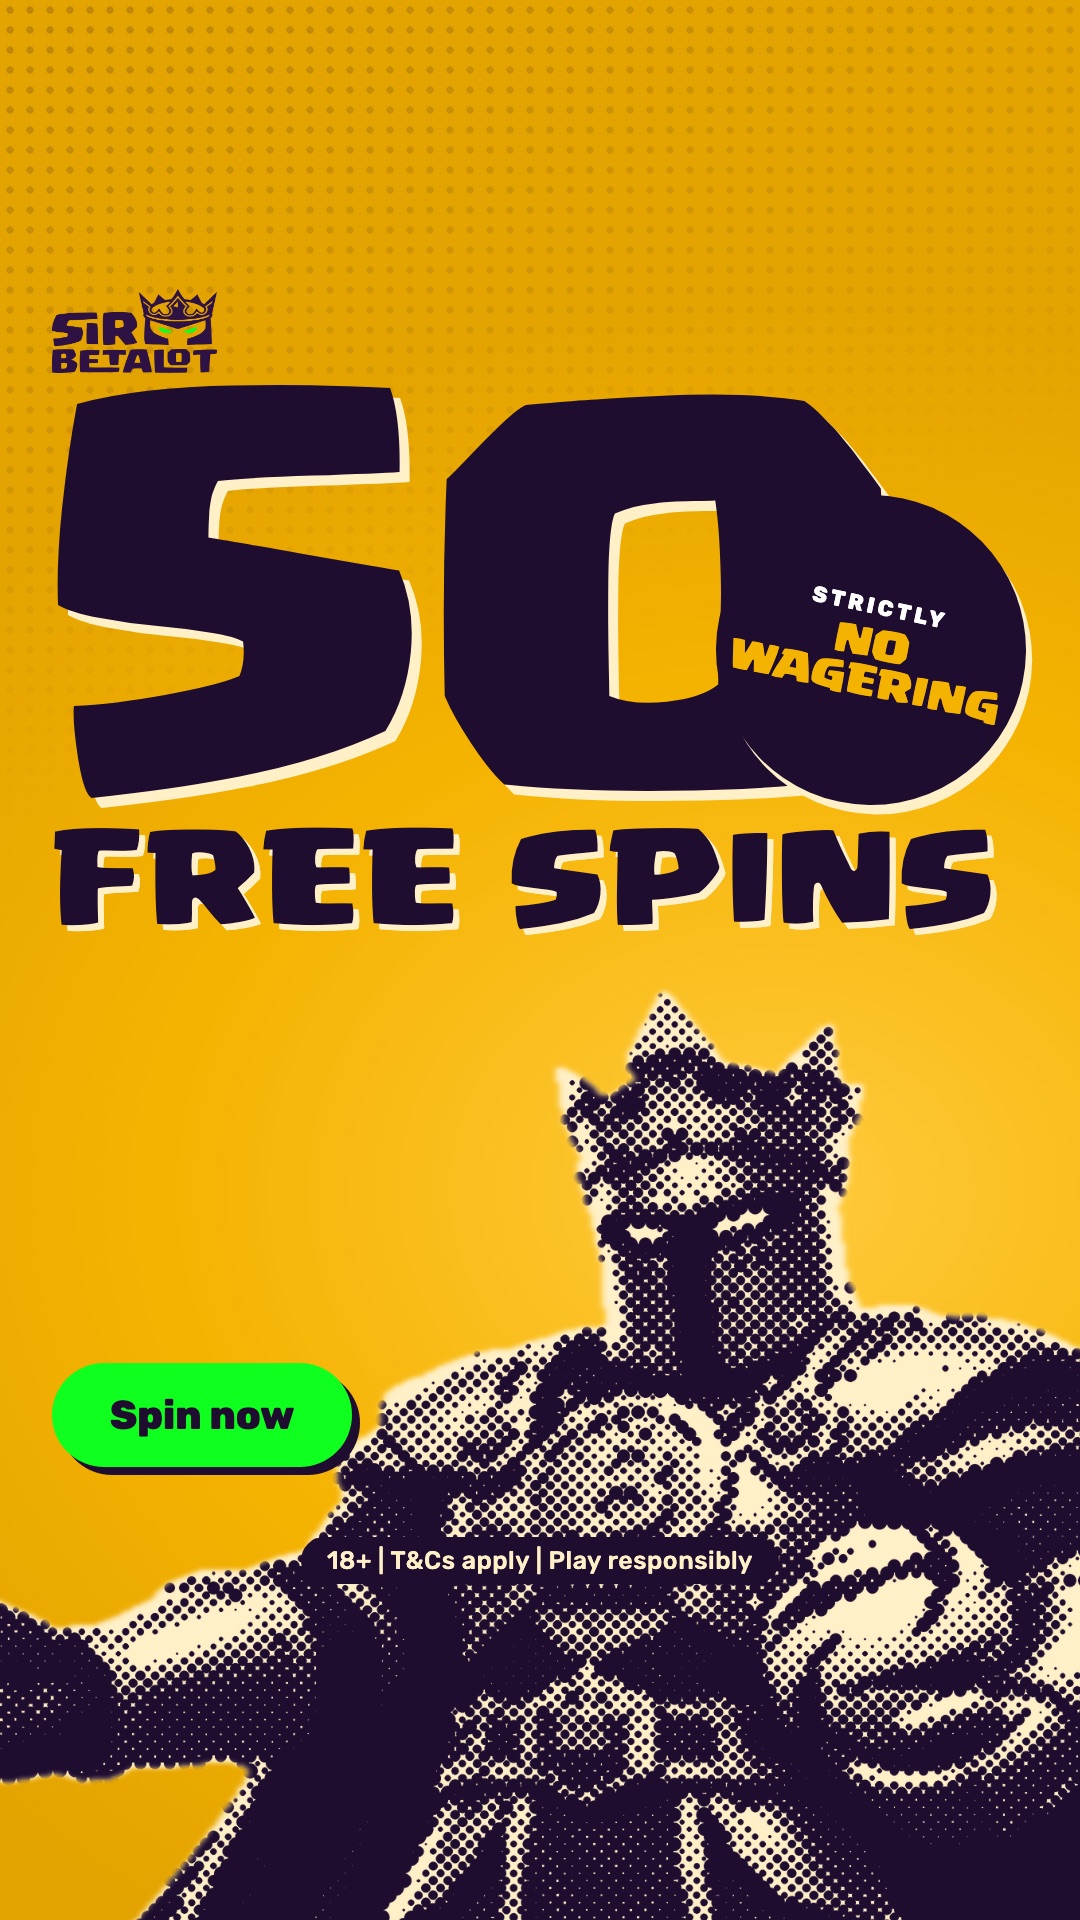 SIR
BETALOT
50
STRICTLY
NO
WAGERING
FREE SPINS
Spin now
18+ | T&Cs apply | Play responsibly